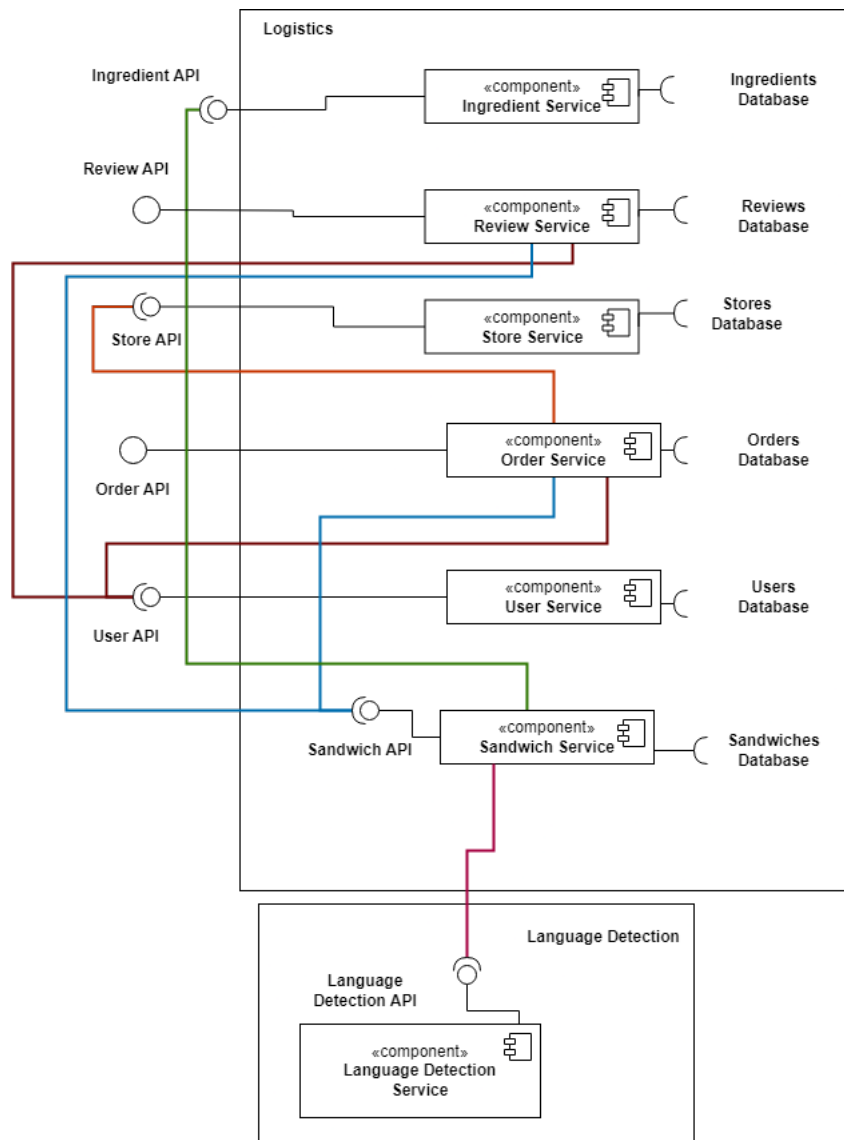 Logistics
Ingredient API
«component»
Ingredient Service
Ingredients
Database
Review API
«component»
Review Service
Reviews
Database
Store API
«component»
Store Service
Stores
Database
Order API
«component»
Order Service
Orders
Database
User API
«component»
User Service
Users
Database
Sandwich API
«component»
Sandwich Service
Sandwiches
Database
Language Detection
Language
Detection API
«component»
Language Detection
Service